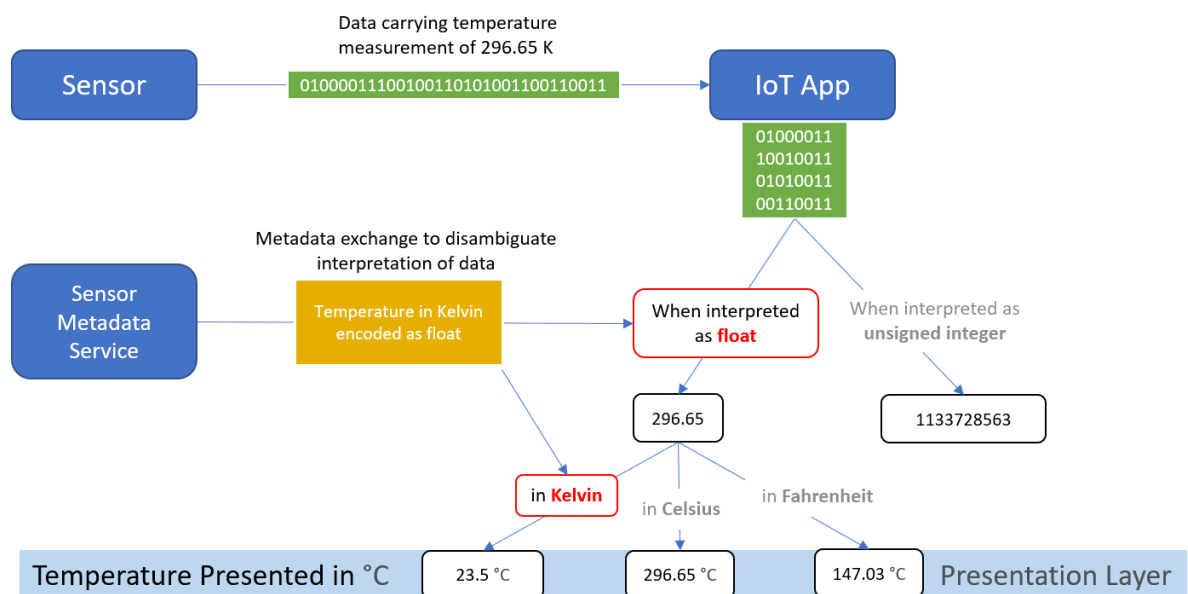 Data carrying temperature
measurement of 296.65 K
Sensor
01000011100100110101001100110011
IoT App
01000011
10010011
01010011
00110011
Metadata exchange to disambiguate
interpretation of data
Sensor
Metadata
Service
Temperature in Kelvin
encoded as float
When interpreted
as float
When interpreted as
unsigned integer
296.65
1133728563
in Kelvin
in Celsius
in Fahrenheit
Temperature Presented in °C
23.5 °C
296.65 °C
147.03 °C
Presentation Layer